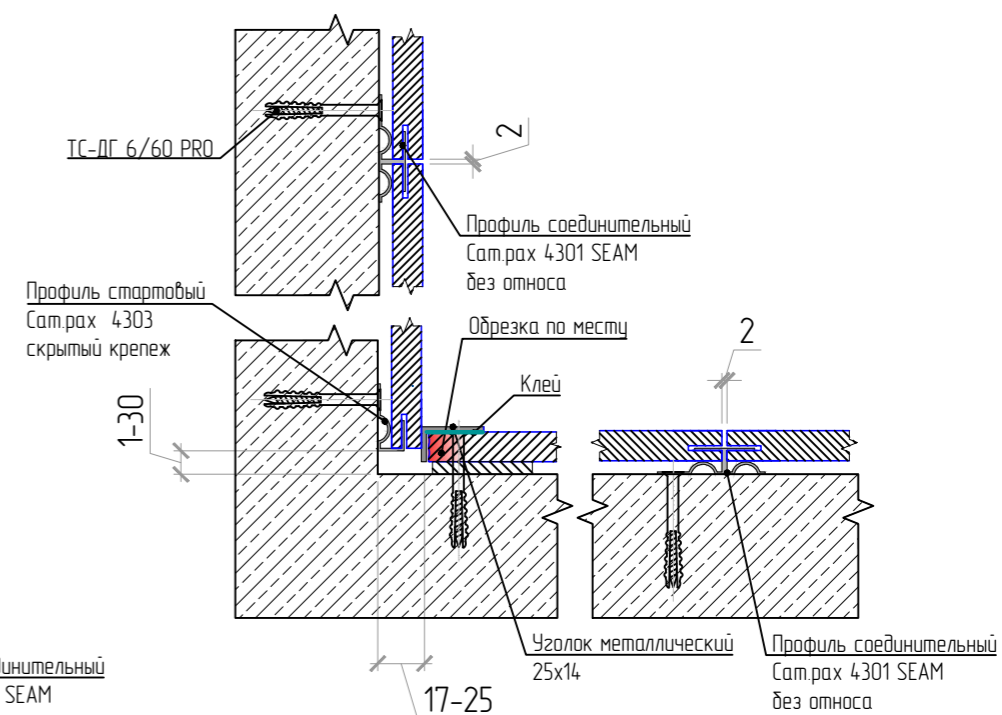 ТС-ДГ 6/60 PRO
2
Профиль соединительный
Cam.pax 4301 SEAM
без относа
Профиль стартовый
Cam.pax 4303
скрытый крепеж
Обрезка по месту
2
Клей
1-30
Уголок металлический
25х14
Профиль соединительный
Cam.pax 4301 SEAM
без относа
динительный
SEAM
17-25